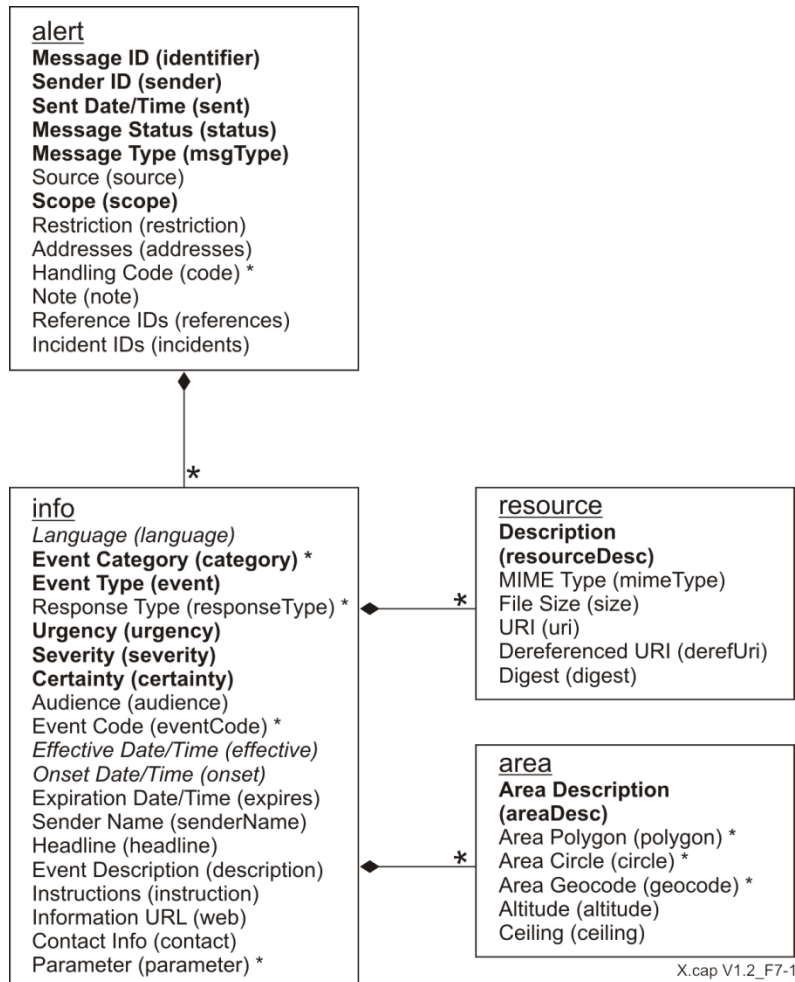 alert
Message ID (identifier)
Sender ID (sender)
Sent Date/Time (sent)
Message Status (status)
Message Type (msgType)
Source (source)
Scope (scope)
Restriction (restriction)
Addresses (addresses)
Handling Code (code) *
Note (note)
Reference IDs (references)
Incident IDs (incidents)
*
info
Language (language)
Event Category (category) *
Event Type (event)
Response Type (responseType) *
Urgency (urgency)
Severity (severity)
Certainty (certainty)
Audience (audience)
Event Code (eventCode) *
Effective Date/Time (effective)
Onset Date/Time (onset)
Expiration Date/Time (expires)
Sender Name (senderName)
Headline (headline)
Event Description (description)
Instructions (instruction)
Information URL (web)
Contact Info (contact)
Parameter (parameter) *
*
resource
Description
(resourceDesc)
MIME Type (mimeType)
File Size (size)
URI (uri)
Dereferenced URI (derefUri)
Digest (digest)
*
area
Area Description
(areaDesc)
Area Polygon (polygon) *
Area Circle (circle) *
Area Geocode (geocode) *
Altitude (altitude)
Ceiling (ceiling)
X.cap V1.2_F7-1